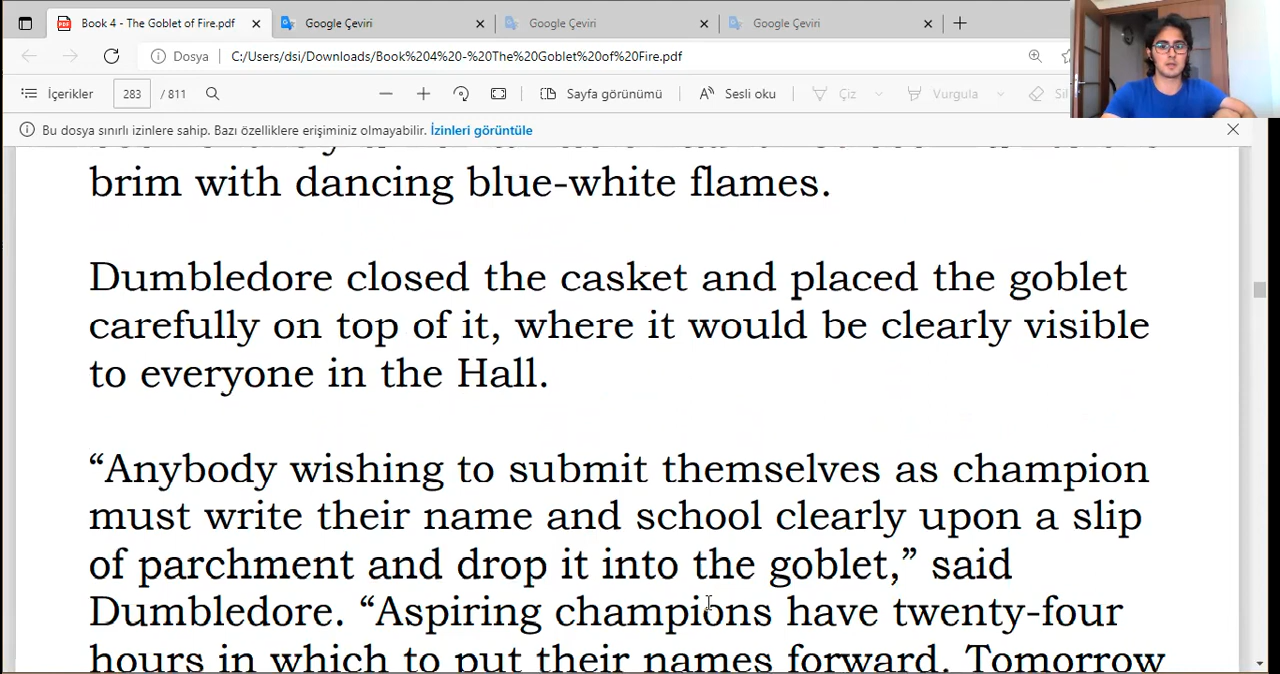 Book 4 - The Goblet of Fire.pdf
Google Çeviri
Google Çeviri
Google Çeviri
Dosya
C:/Users/dsi/Downloads/Book%204%20-%20The%20Goblet%20of%20Fire.pdf
İçerikler
283 / 811
Sayfa görünümü
Sesli oku
Çiz
Vurgula
Bu dosya sınırlı izinlere sahip. Bazı özelliklere erişiminiz olmayabilir. İzinleri görüntüle
brim with dancing blue-white flames.
Dumbledore closed the casket and placed the goblet
carefully on top of it, where it would be clearly visible
to everyone in the Hall.
“Anybody wishing to submit themselves as champion
must write their name and school clearly upon a slip
of parchment and drop it into the goblet,” said
Dumbledore. “Aspiring champions have twenty-four
hours in which to put their names forward. Tomorrow